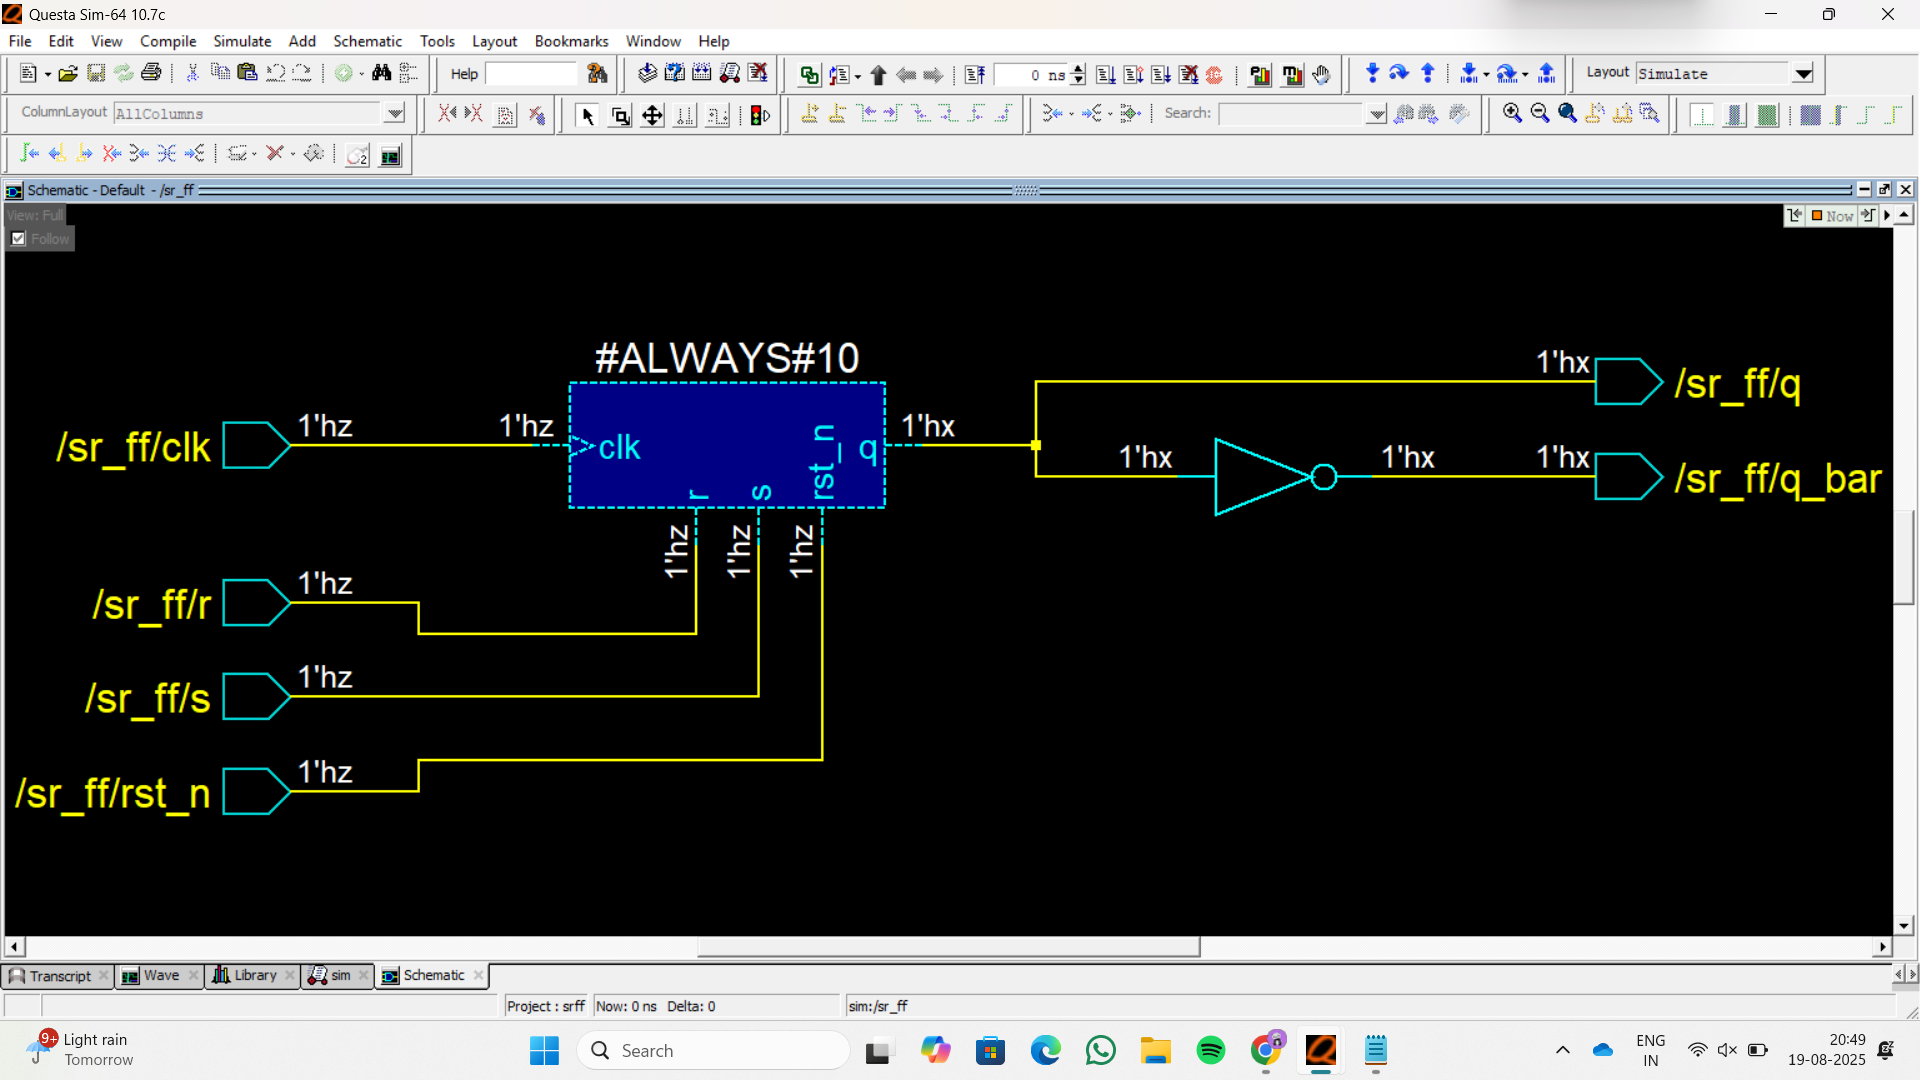 Questa Sim-64 10.7c
File Edit View Compile Simulate Add Schematic Tools Layout Bookmarks Window Help
Help
0 ns
Layout Simulate
ColumnLayout AllColumns
Search:
Schematic - Default - /sr_ff
View: Full
Now
Follow
#ALWAYS#10
1'hx
/sr_ff/q
/sr_ff/clk
1'hz
1'hz
clk
r
s
rst_n
q
1'hx
1'hx
1'hx
1'hx
/sr_ff/q_bar
1'hz
1'hz
1'hz
/sr_ff/r
1'hz
/sr_ff/s
1'hz
/sr_ff/rst_n
1'hz
Transcript Wave Library sim Schematic
Project : srff Now: 0 ns Delta: 0 sim:/sr_ff
9+
Light rain
Tomorrow
Search
ENG
IN
20:49
19-08-2025